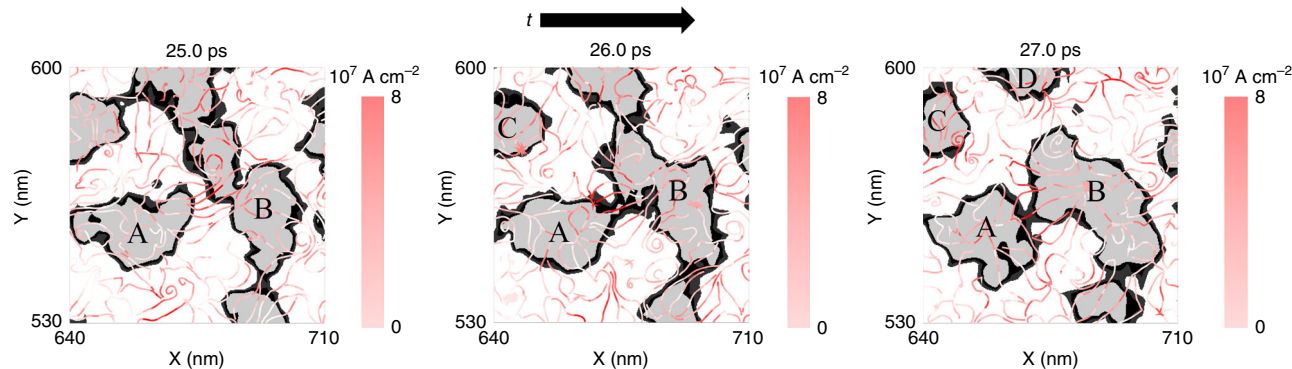 t
25.0 ps
26.0 ps
27.0 ps
600
10⁷ A cm⁻²
8
0
Y (nm)
A
B
530
640
710
X (nm)
600
10⁷ A cm⁻²
8
0
Y (nm)
C
B
A
530
640
710
X (nm)
600
10⁷ A cm⁻²
8
0
Y (nm)
D
C
B
A
530
640
710
X (nm)